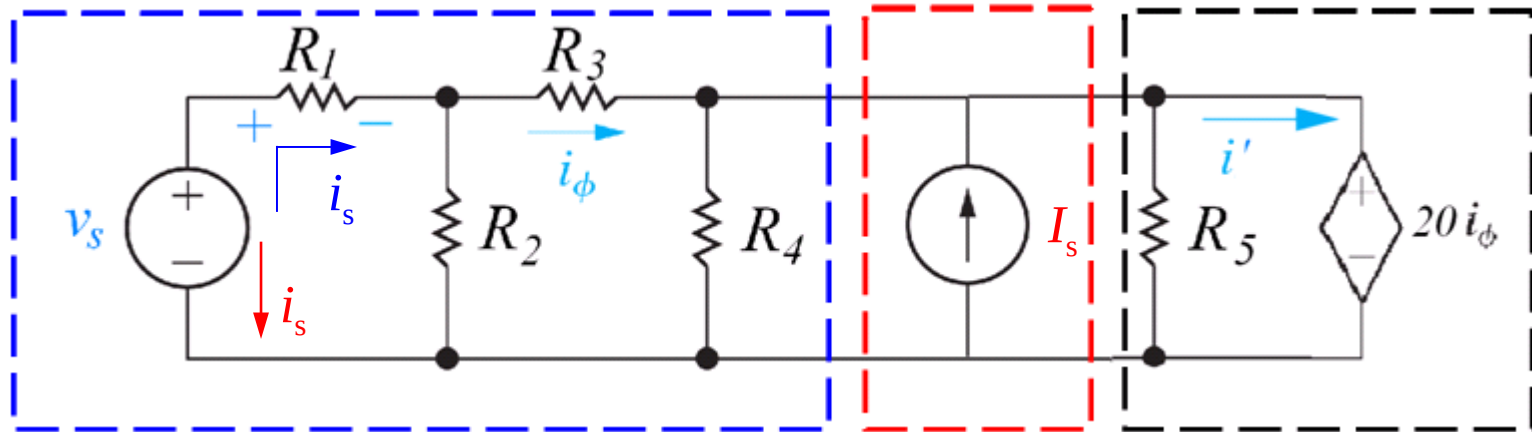 R1
R3
+
−
iϕ
i'
is
vs
+
−
R2
R4
Is
R5
+
−
20 iϕ
is